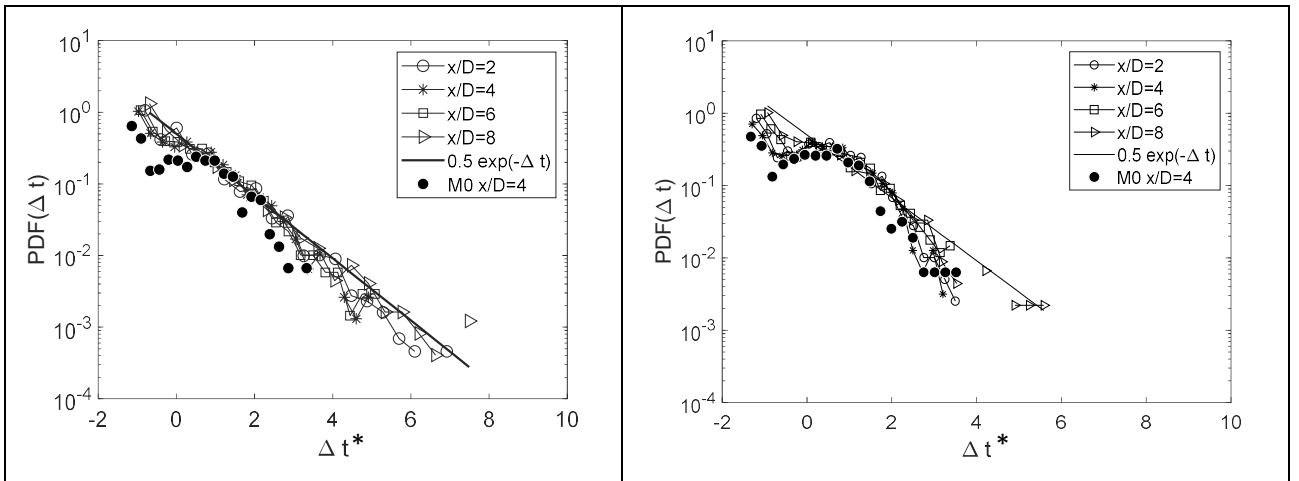 10^1
10^0
10^-1
10^-2
10^-3
10^-4
PDF(Δ t)
-2 0 2 4 6 8 10
Δ t*
x/D=2
x/D=4
x/D=6
x/D=8
0.5 exp(-Δ t)
M0 x/D=4
10^1
10^0
10^-1
10^-2
10^-3
10^-4
PDF(Δ t)
-2 0 2 4 6 8 10
Δ t*
x/D=2
x/D=4
x/D=6
x/D=8
0.5 exp(-Δ t)
M0 x/D=4